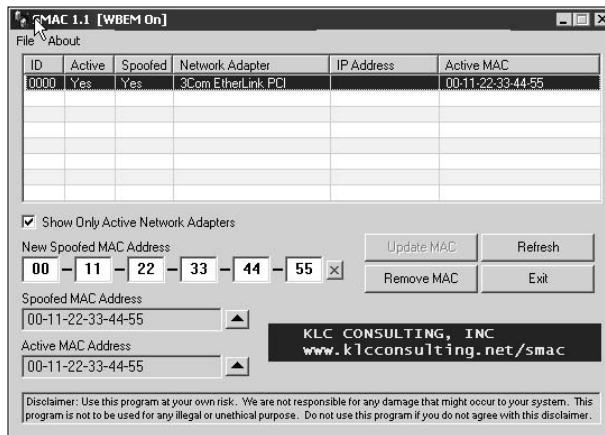 SMAC 1.1 [WBEM On]
File About
ID Active Spoofed Network Adapter IP Address Active MAC
0000 Yes Yes 3Com EtherLink PCI 00-11-22-33-44-55
Show Only Active Network Adapters
New Spoofed MAC Address
00 - 11 - 22 - 33 - 44 - 55 X
Update MAC Refresh
Remove MAC Exit
Spoofed MAC Address
00-11-22-33-44-55
Active MAC Address
00-11-22-33-44-55
KLC CONSULTING, INC
www.klcconsulting.net/smac
Disclaimer: Use this program at your own risk. We are not responsible for any damage that might occur to your system. This
program is not to be used for any illegal or unethical purpose. Do not use this program if you do not agree with this disclaimer.